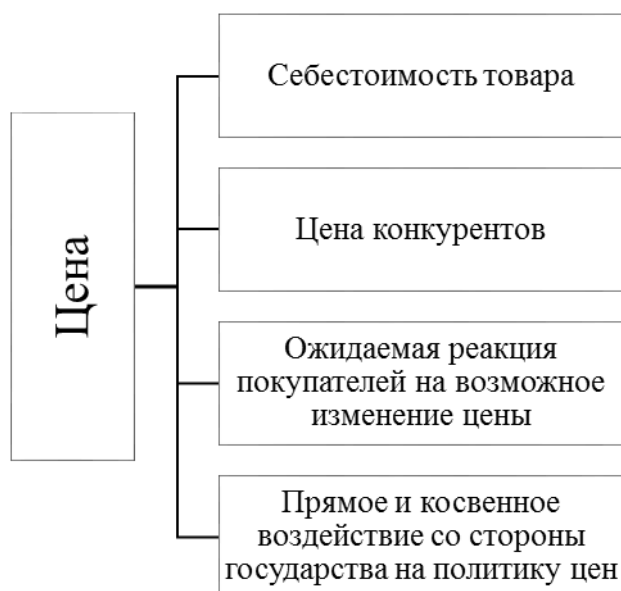 Цена
Себестоимость товара
Цена конкурентов
Ожидаемая реакция
покупателей на возможное
изменение цены
Прямое и косвенное
воздействие со стороны
государства на политику цен